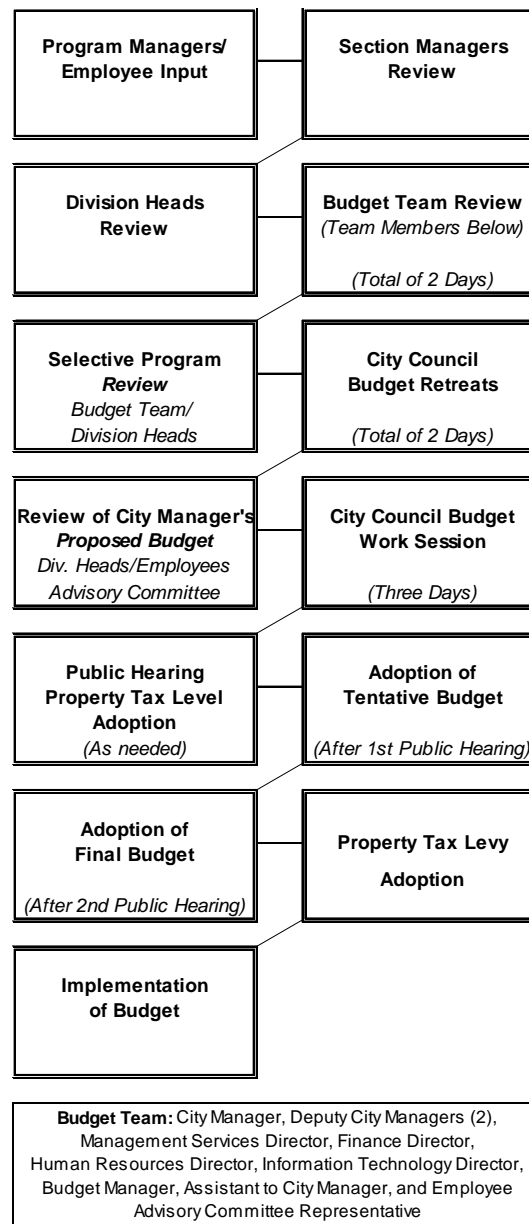 Program Managers/
Employee Input
Section Managers
Review
Division Heads
Review
Budget Team Review
(Team Members Below)
(Total of 2 Days)
Selective Program
Review
Budget Team/
Division Heads
City Council
Budget Retreats
(Total of 2 Days)
Review of City Manager's
Proposed Budget
Div. Heads/Employees
Advisory Committee
City Council Budget
Work Session
(Three Days)
Public Hearing
Property Tax Level
Adoption
(As needed)
Adoption of
Tentative Budget
(After 1st Public Hearing)
Adoption of
Final Budget
(After 2nd Public Hearing)
Property Tax Levy
Adoption
Implementation
of Budget
Budget Team: City Manager, Deputy City Managers (2),
Management Services Director, Finance Director,
Human Resources Director, Information Technology Director,
Budget Manager, Assistant to City Manager, and Employee
Advisory Committee Representative